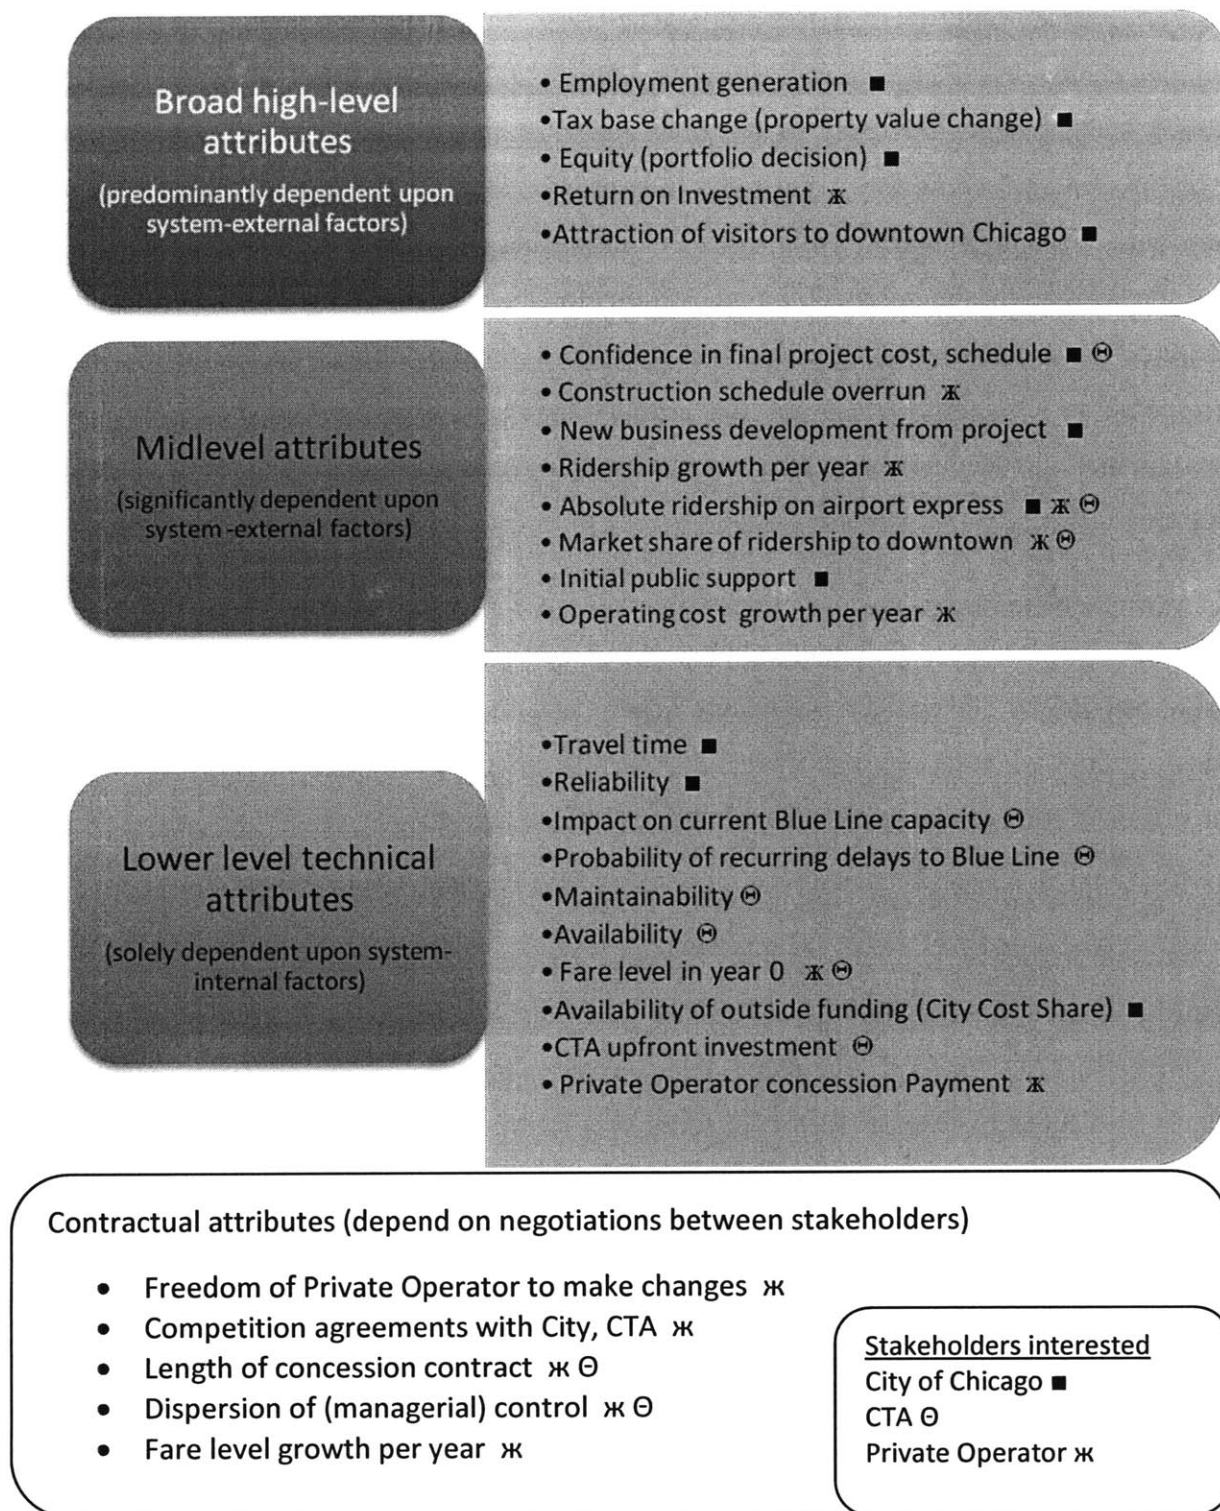 Broad high-level
attributes
(predominantly dependent upon
system-external factors)
• Employment generation ■
•Tax base change (property value change) ■
• Equity (portfolio decision) ■
•Return on Investment ж
•Attraction of visitors to downtown Chicago ■
Midlevel attributes
(significantly dependent upon
system-external factors)
• Confidence in final project cost, schedule ■ Θ
• Construction schedule overrun ж
• New business development from project ■
• Ridership growth per year ж
• Absolute ridership on airport express ■ ж Θ
• Market share of ridership to downtown ж Θ
• Initial public support ■
• Operating cost growth per year ж
Lower level technical
attributes
(solely dependent upon system-
internal factors)
•Travel time ■
•Reliability ■
•Impact on current Blue Line capacity Θ
•Probability of recurring delays to Blue Line Θ
•Maintainability Θ
•Availability Θ
• Fare level in year 0 ж Θ
•Availability of outside funding (City Cost Share) ■
•CTA upfront investment Θ
• Private Operator concession Payment ж
Contractual attributes (depend on negotiations between stakeholders)
• Freedom of Private Operator to make changes ж
• Competition agreements with City, CTA ж
• Length of concession contract ж Θ
• Dispersion of (managerial) control ж Θ
• Fare level growth per year ж
Stakeholders interested
City of Chicago ■
CTA Θ
Private Operator ж